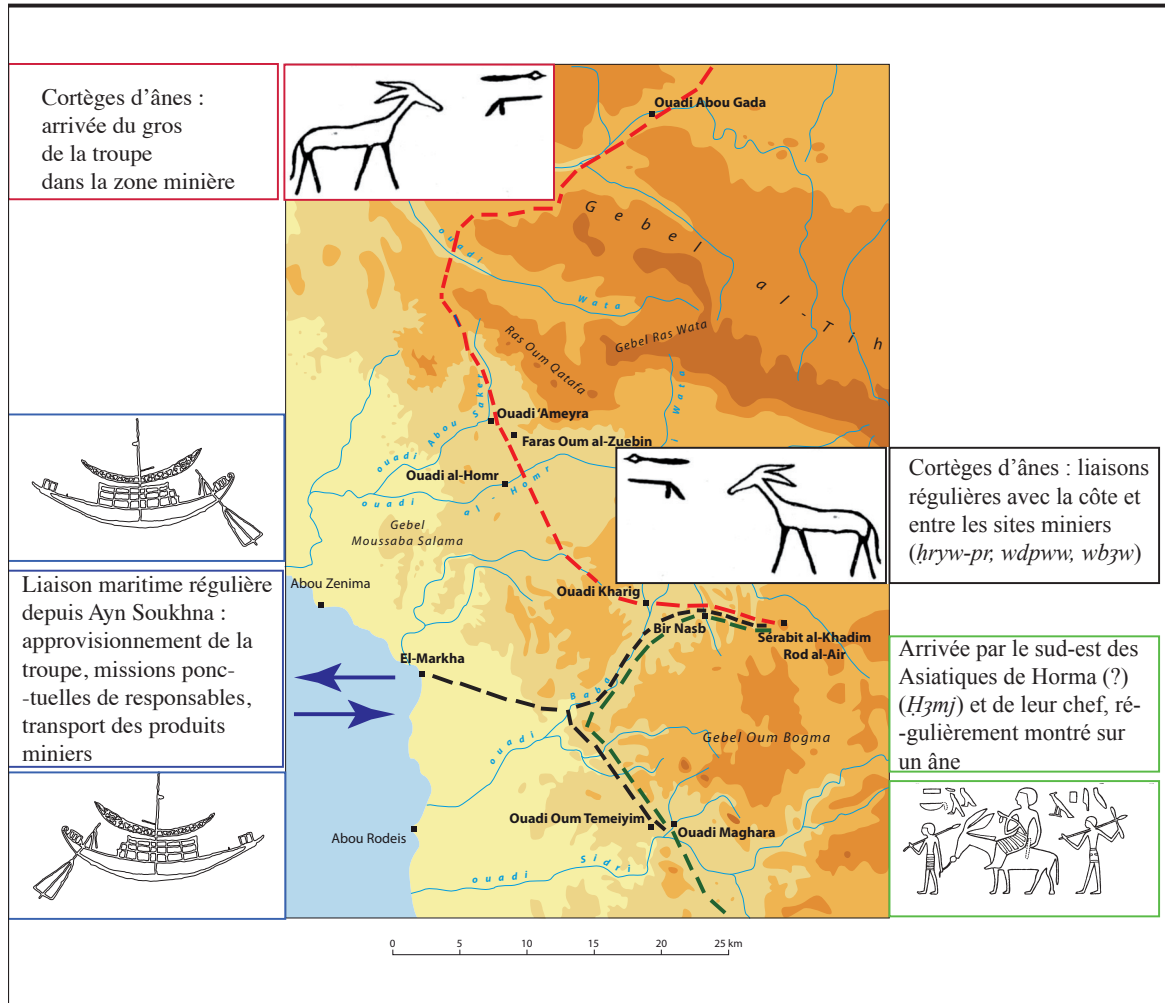 Cortèges d'ânes :
arrivée du gros
de la troupe
dans la zone minière
Ouadi Abou Gada
Gebel al-Tih
ouadi Wata
Gebel Ras Wata
Ras Oum Qatafa
Wata
Ouadi 'Ameyra
ouadi Abou Saker
Faras Oum al-Zuebin
Ouadi al-Homr
ouadi al-Homr
Gebel
Moussaba Salama
Cortèges d'ânes : liaisons
régulières avec la côte et
entre les sites miniers
(ḥryw-pr, wdpww, wbꜣw)
Liaison maritime régulière
depuis Ayn Soukhna :
approvisionnement de la
troupe, missions ponc-
-tuelles de responsables,
transport des produits
miniers
Abou Zenima
Ouadi Kharig
Bir Nasb
Sérabit al-Khadim
Rod al-Air
El-Markha
ouadi Baba
Gebel Oum Bogma
Arrivée par le sud-est des
Asiatiques de Horma (?)
(Ḫꜣmj) et de leur chef, ré-
-gulièrement montré sur
un âne
Ouadi Oum Temeiyim
Ouadi Maghara
Abou Rodeis
ouadi Sidri
0 5 10 15 20 25 km